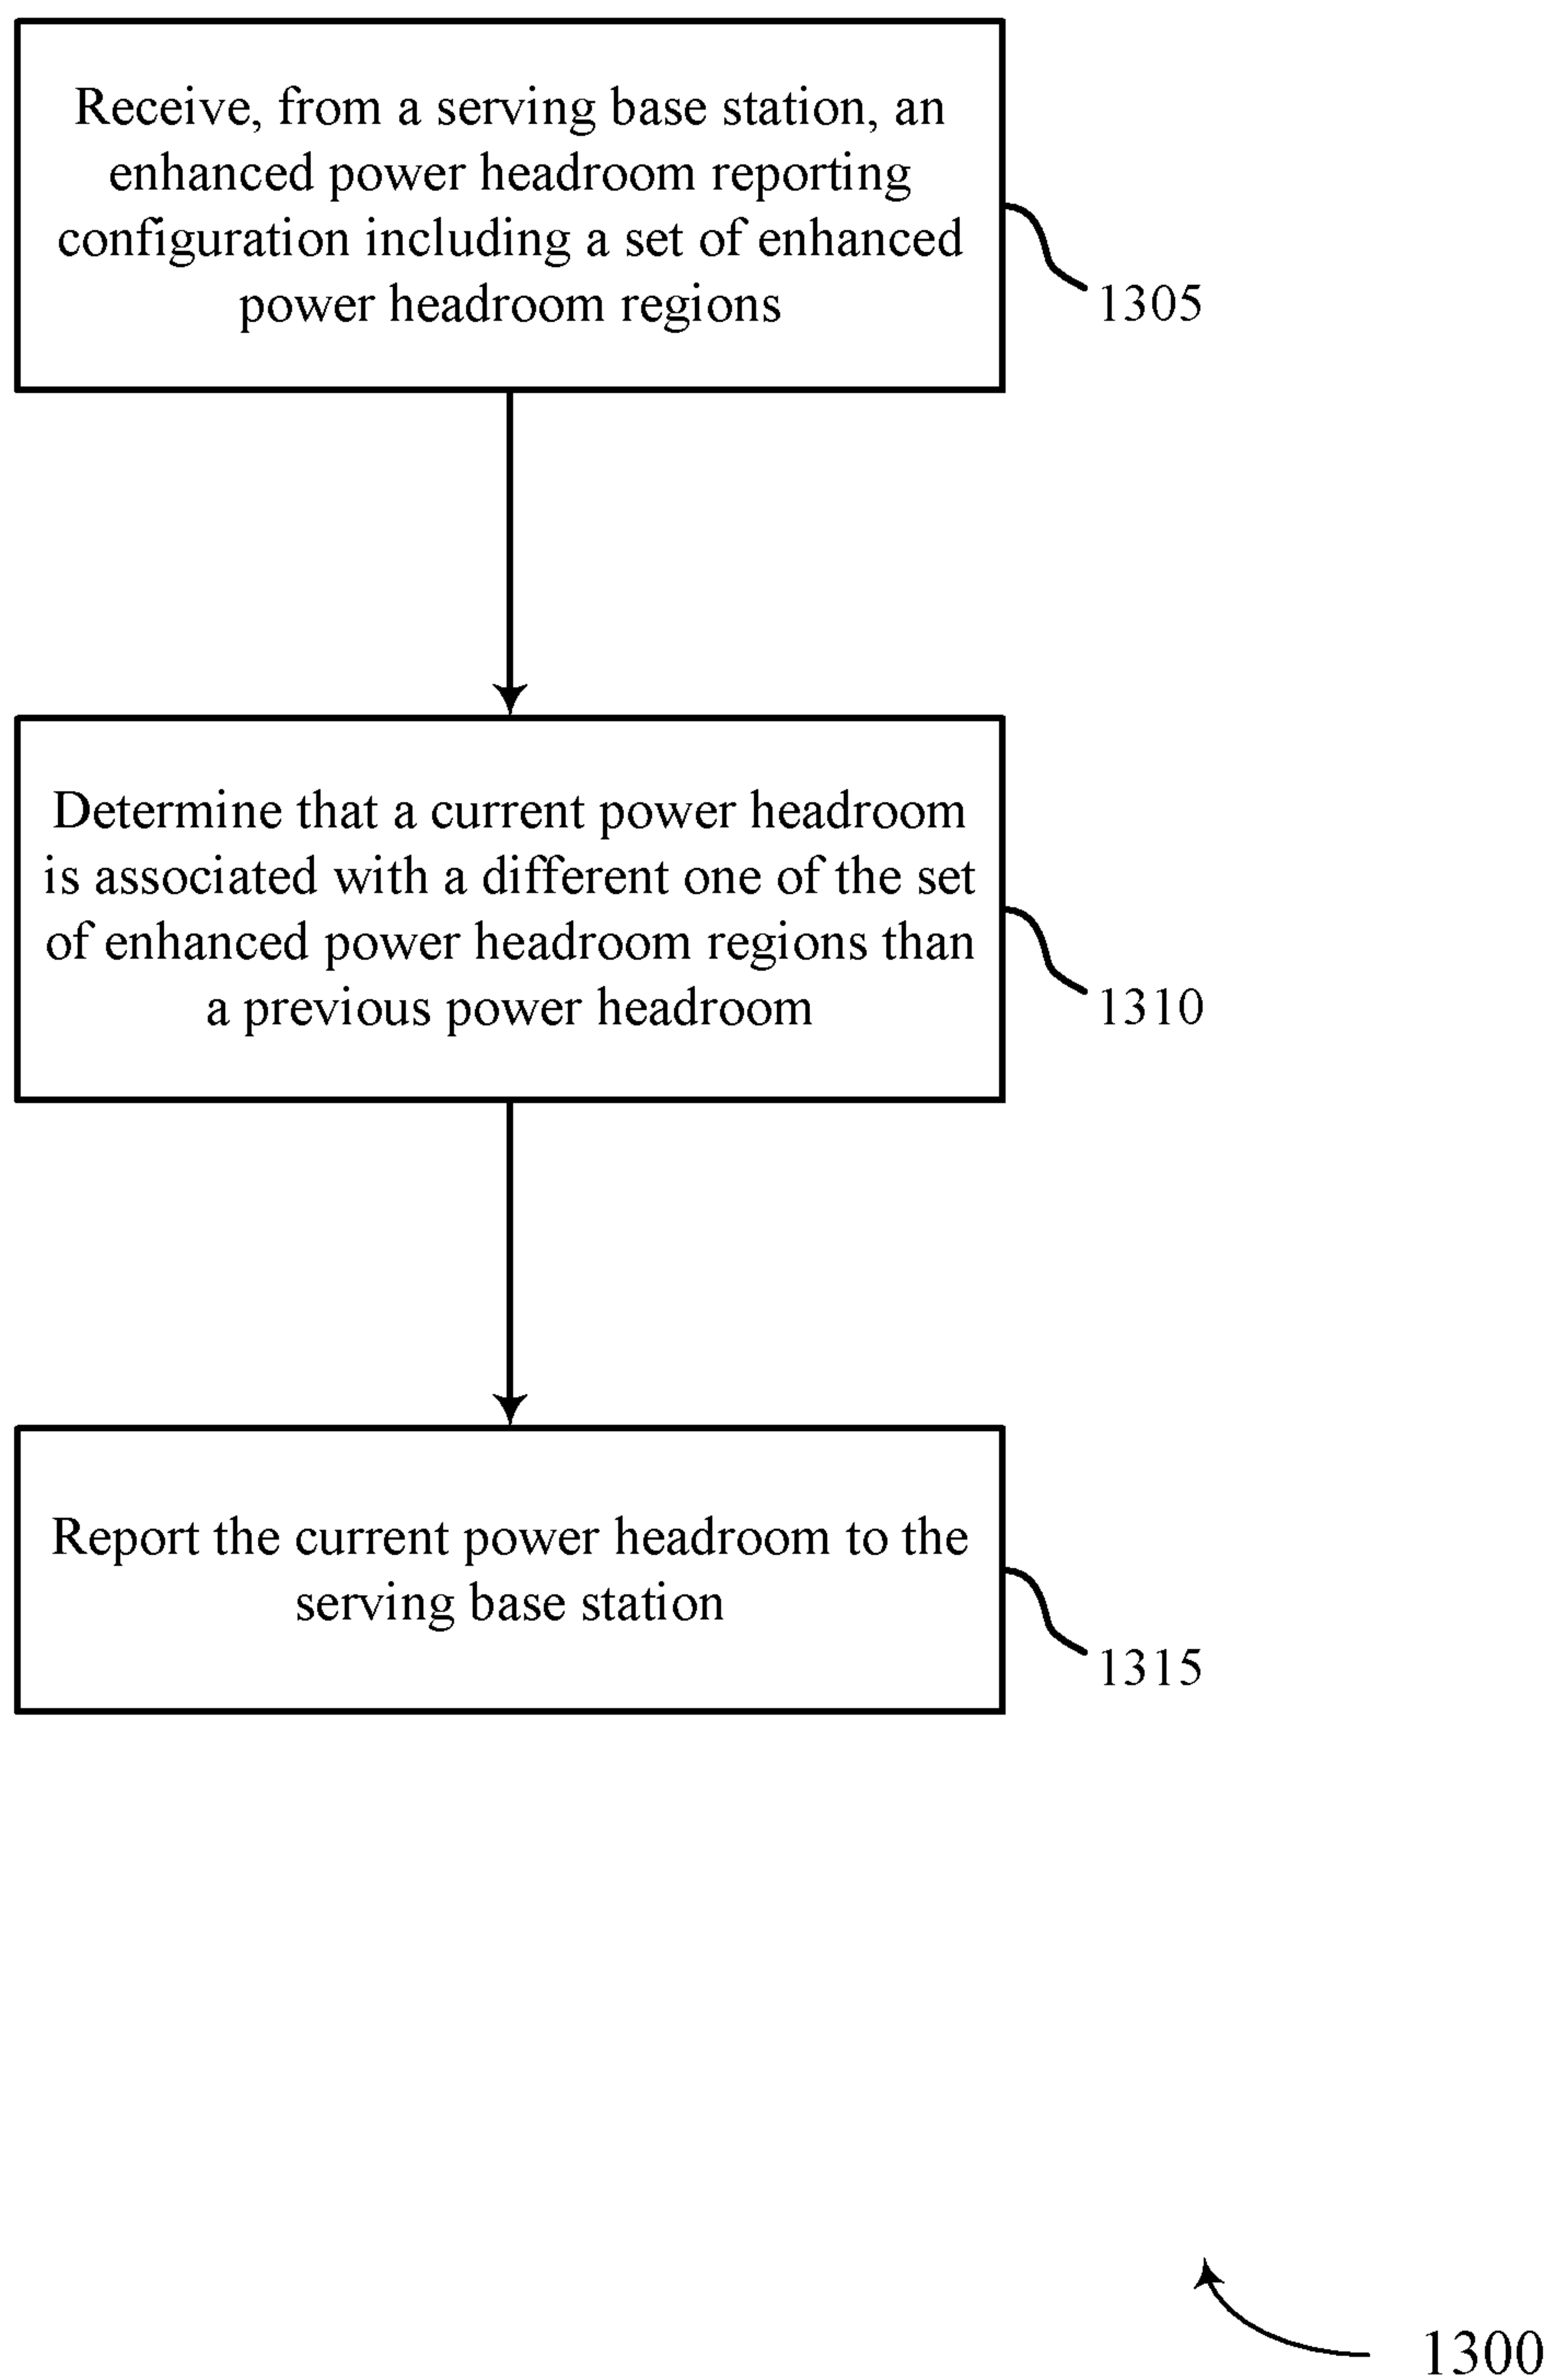 Receive, from a serving base station, an
enhanced power headroom reporting
configuration including a set of enhanced
power headroom regions
1305
Determine that a current power headroom
is associated with a different one of the set
of enhanced power headroom regions than
a previous power headroom
1310
Report the current power headroom to the
serving base station
1315
1300